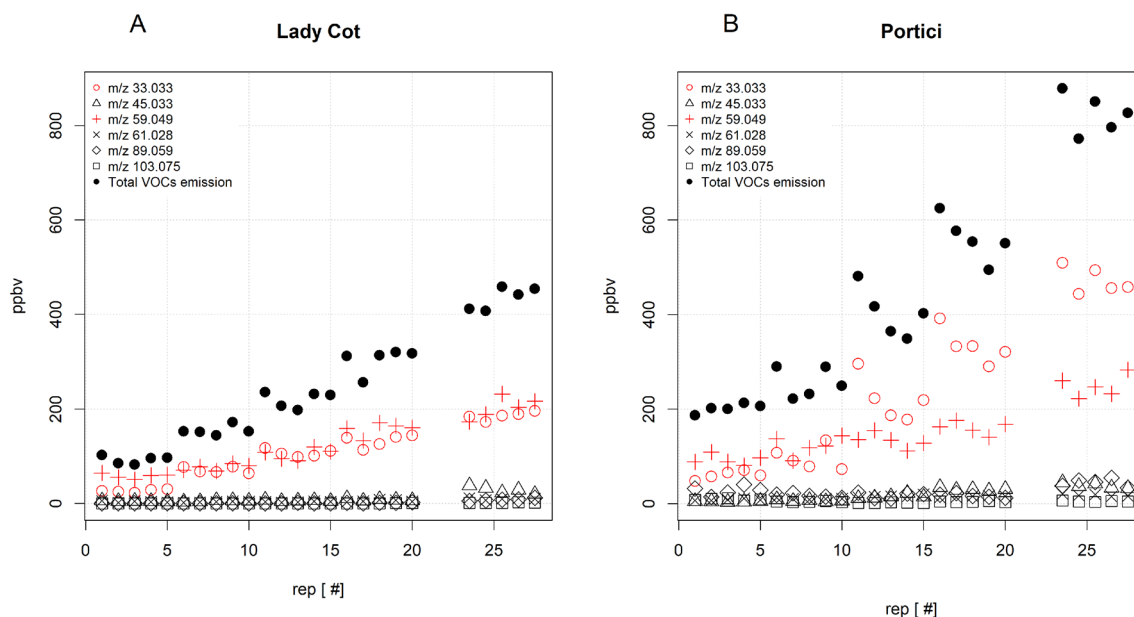 A
Lady Cot
m/z 33.033
m/z 45.033
m/z 59.049
m/z 61.028
m/z 89.059
m/z 103.075
Total VOCs emission
ppbv
0
200
400
600
800
0 5 10 15 20 25
rep [ #]
B
Portici
m/z 33.033
m/z 45.033
m/z 59.049
m/z 61.028
m/z 89.059
m/z 103.075
Total VOCs emission
ppbv
0
200
400
600
800
0 5 10 15 20 25
rep [ #]